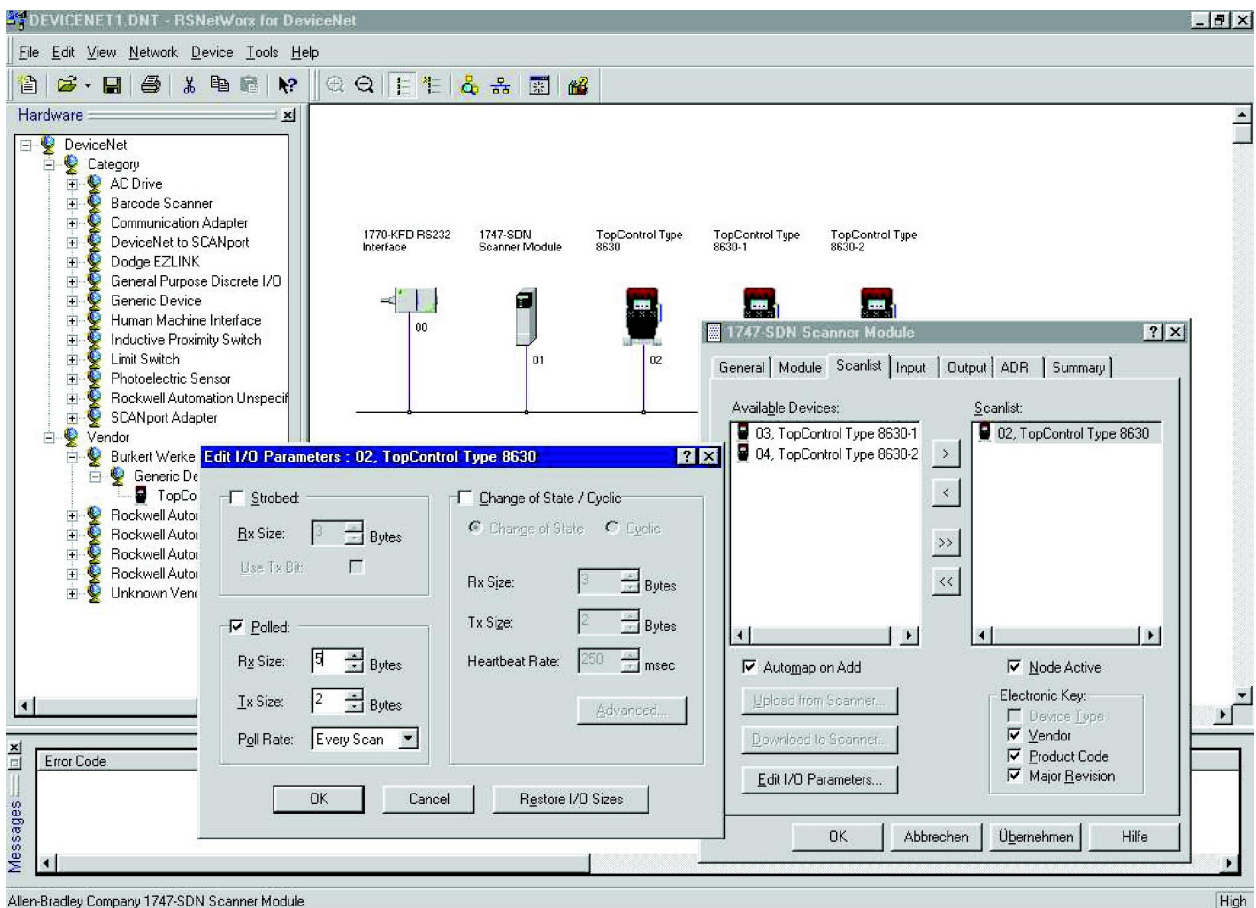 DEVICENET1.DNT - RSNetWorx for DeviceNet
File Edit View Network Device Tools Help
Hardware
DeviceNet
Category
AC Drive
Barcode Scanner
Communication Adapter
DeviceNet to SCANport
Dodge EZLINK
General Purpose Discrete I/O
Generic Device
Human Machine Interface
Inductive Proximity Switch
Limit Switch
Photoelectric Sensor
Rockwell Automation Unspecif
SCANport Adapter
Vendor
Burkert Werke
Generic De
TopCo
Rockwell Autor
Rockwell Autor
Rockwell Autor
Rockwell Autor
Unknown Ven
1770-KFD RS232 Interface
00
1747-SDN Scanner Module
01
TopControl Type 8630
02
TopControl Type 8630-1
TopControl Type 8630-2
1747-SDN Scanner Module
General Module Scanlist Input Output ADR Summary
Available Devices:
03, TopControl Type 8630-1
04, TopControl Type 8630-2
>
<
>>
<<
Scanlist:
02, TopControl Type 8630
Automap on Add
Upload from Scanner...
Download to Scanner...
Edit I/O Parameters...
Node Active
Electronic Key:
Device Type
Vendor
Product Code
Major Revision
OK Abbrechen Übernehmen Hilfe
Edit I/O Parameters : 02, TopControl Type 8630
Strobed:
Rx Size: 3 Bytes
Use Tx Bit:
Polled:
Rx Size: 5 Bytes
Tx Size: 2 Bytes
Poll Rate: Every Scan
Change of State / Cyclic
Change of State Cyclic
Rx Size: 3 Bytes
Tx Size: 2 Bytes
Heartbeat Rate: 250 msec
Advanced...
OK Cancel Restore I/O Sizes
Messages
Error Code
Allen-Bradley Company 1747-SDN Scanner Module
High